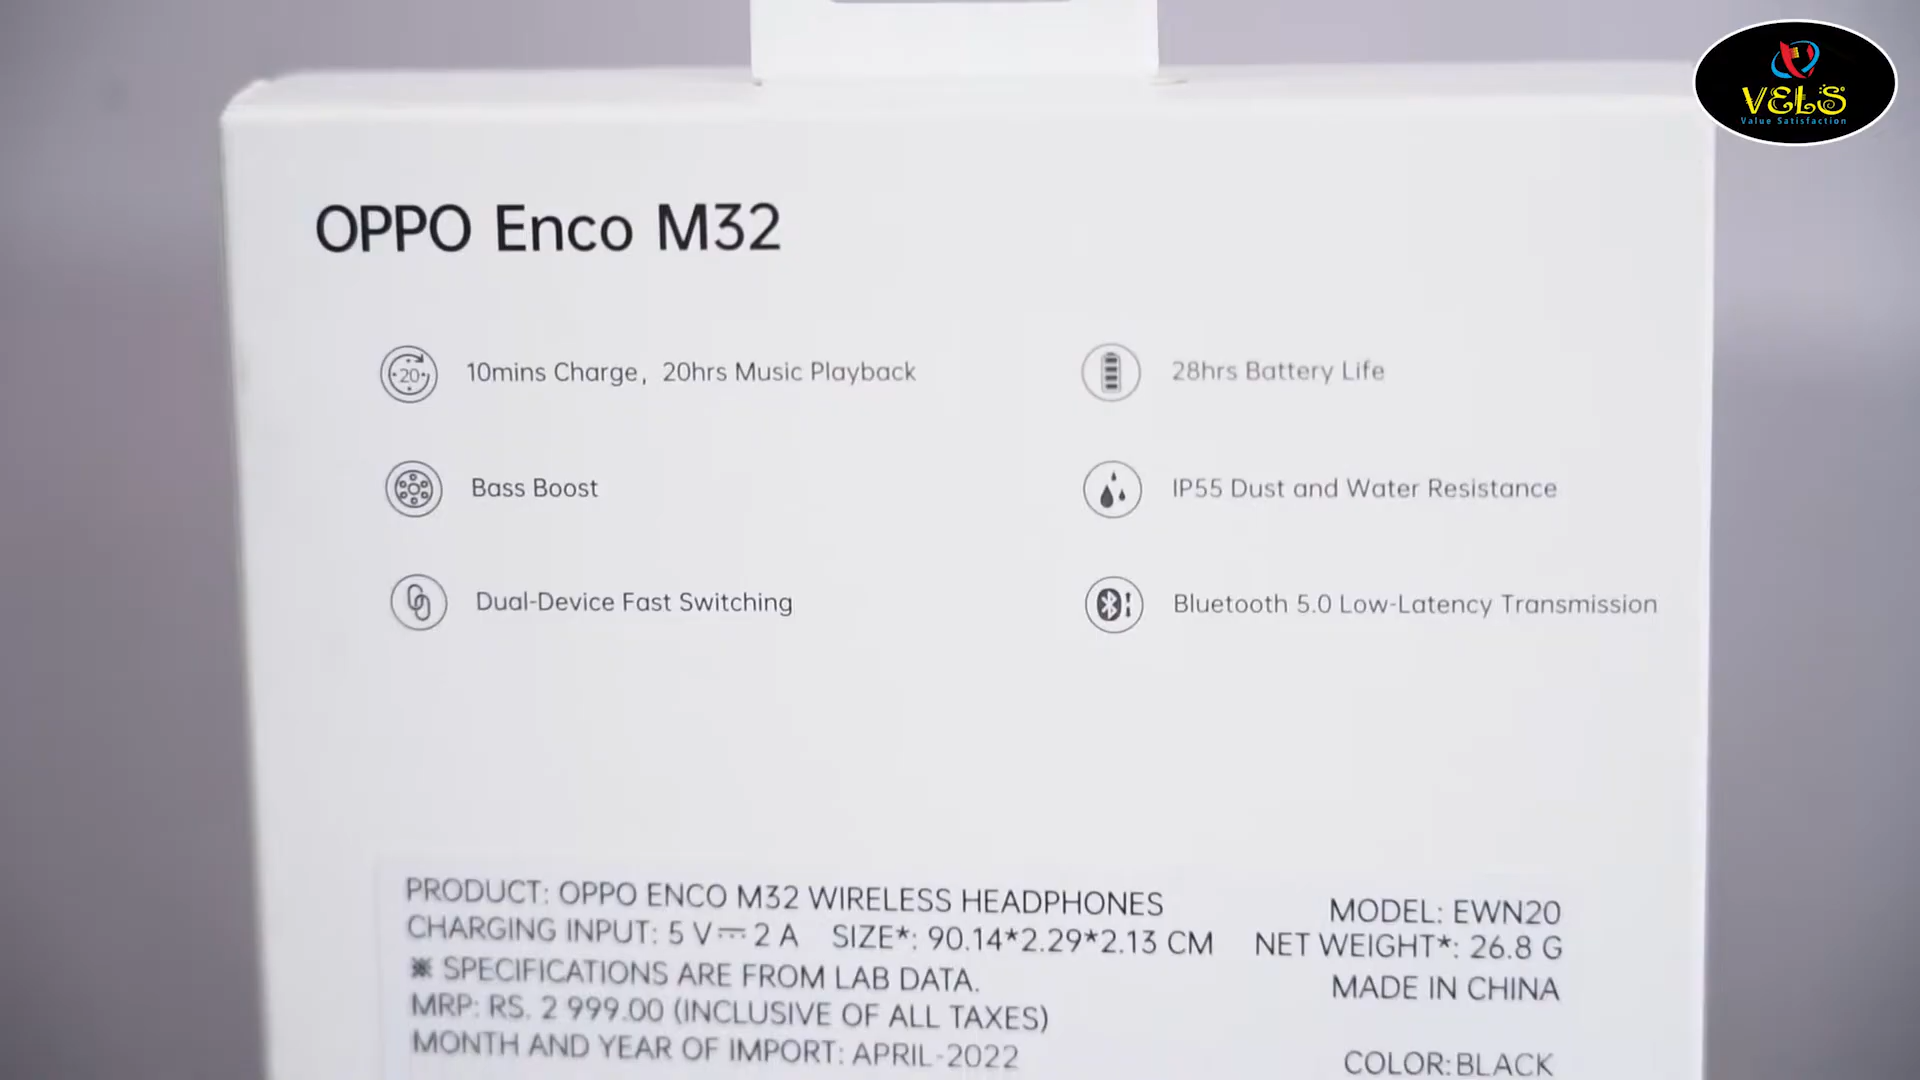 VELS
Value Satisfaction
OPPO Enco M32
20
10mins Charge, 20hrs Music Playback
28hrs Battery Life
Bass Boost
IP55 Dust and Water Resistance
Dual-Device Fast Switching
Bluetooth 5.0 Low-Latency Transmission
PRODUCT: OPPO ENCO M32 WIRELESS HEADPHONES
MODEL: EWN20
CHARGING INPUT: 5 V⎓2 A SIZE*: 90.14*2.29*2.13 CM
NET WEIGHT*: 26.8 G
※ SPECIFICATIONS ARE FROM LAB DATA.
MADE IN CHINA
MRP: RS. 2 999.00 (INCLUSIVE OF ALL TAXES)
MONTH AND YEAR OF IMPORT: APRIL-2022
COLOR:BLACK